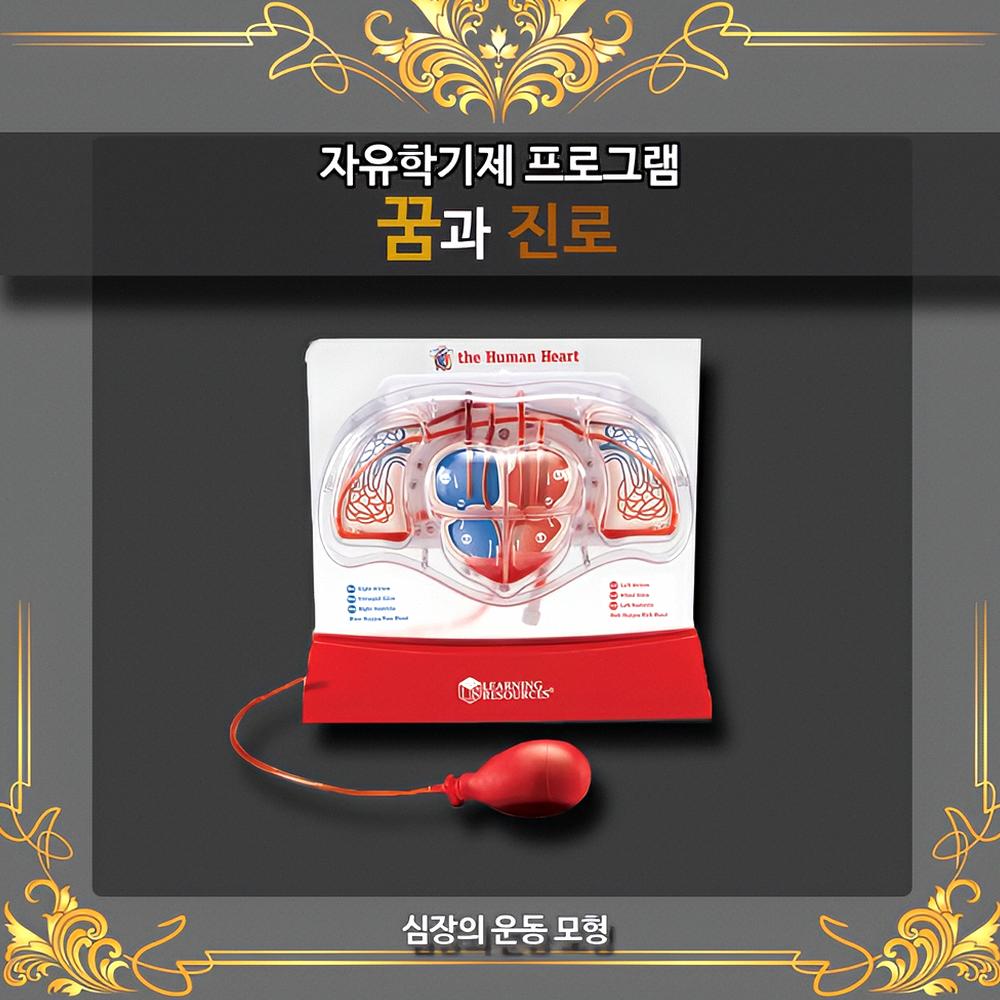 자유학기제 프로그램
꿈과 진로
the Human Heart
LEARNING
RESOURCES®
심장의 운동 모형